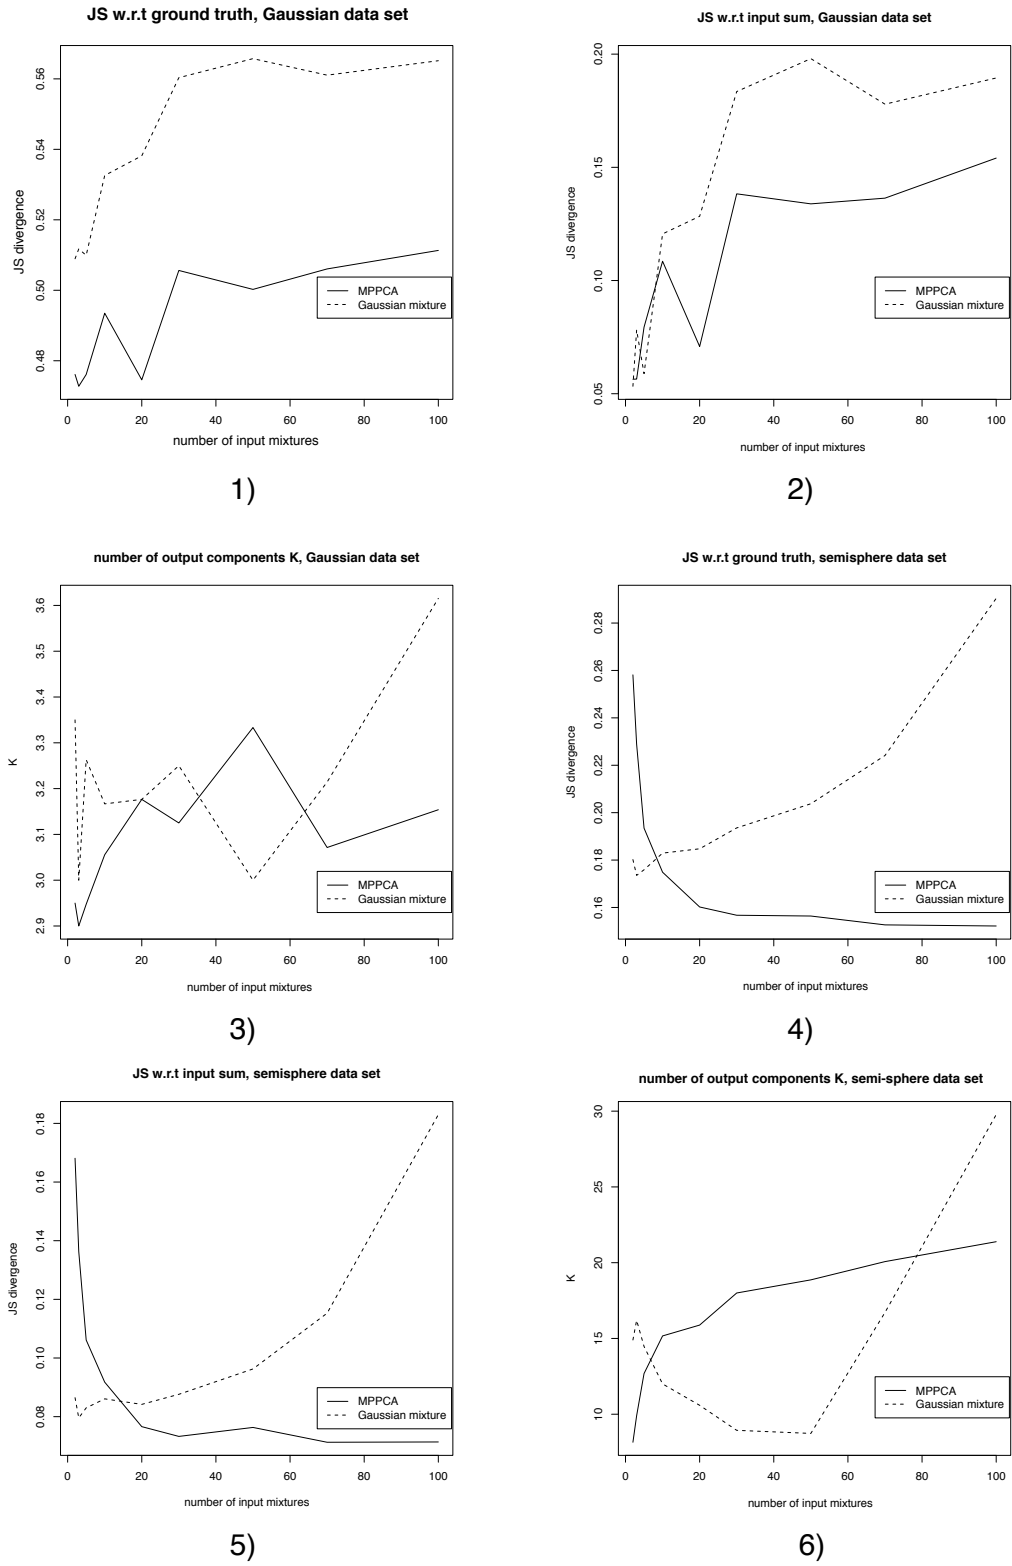 JS w.r.t ground truth, Gaussian data set
JS divergence
0.56
0.54
0.52
0.50
0.48
MPPCA
Gaussian mixture
0 20 40 60 80 100
number of input mixtures
1)
JS w.r.t input sum, Gaussian data set
JS divergence
0.20
0.15
0.10
0.05
MPPCA
Gaussian mixture
0 20 40 60 80 100
number of input mixtures
2)
number of output components K, Gaussian data set
K
3.6
3.5
3.4
3.3
3.2
3.1
3.0
2.9
MPPCA
Gaussian mixture
0 20 40 60 80 100
number of input mixtures
3)
JS w.r.t ground truth, semisphere data set
JS divergence
0.28
0.26
0.24
0.22
0.20
0.18
0.16
MPPCA
Gaussian mixture
0 20 40 60 80 100
number of input mixtures
4)
JS w.r.t input sum, semisphere data set
JS divergence
0.18
0.16
0.14
0.12
0.10
0.08
MPPCA
Gaussian mixture
0 20 40 60 80 100
number of input mixtures
5)
number of output components K, semi-sphere data set
K
30
25
20
15
10
MPPCA
Gaussian mixture
0 20 40 60 80 100
number of input mixtures
6)